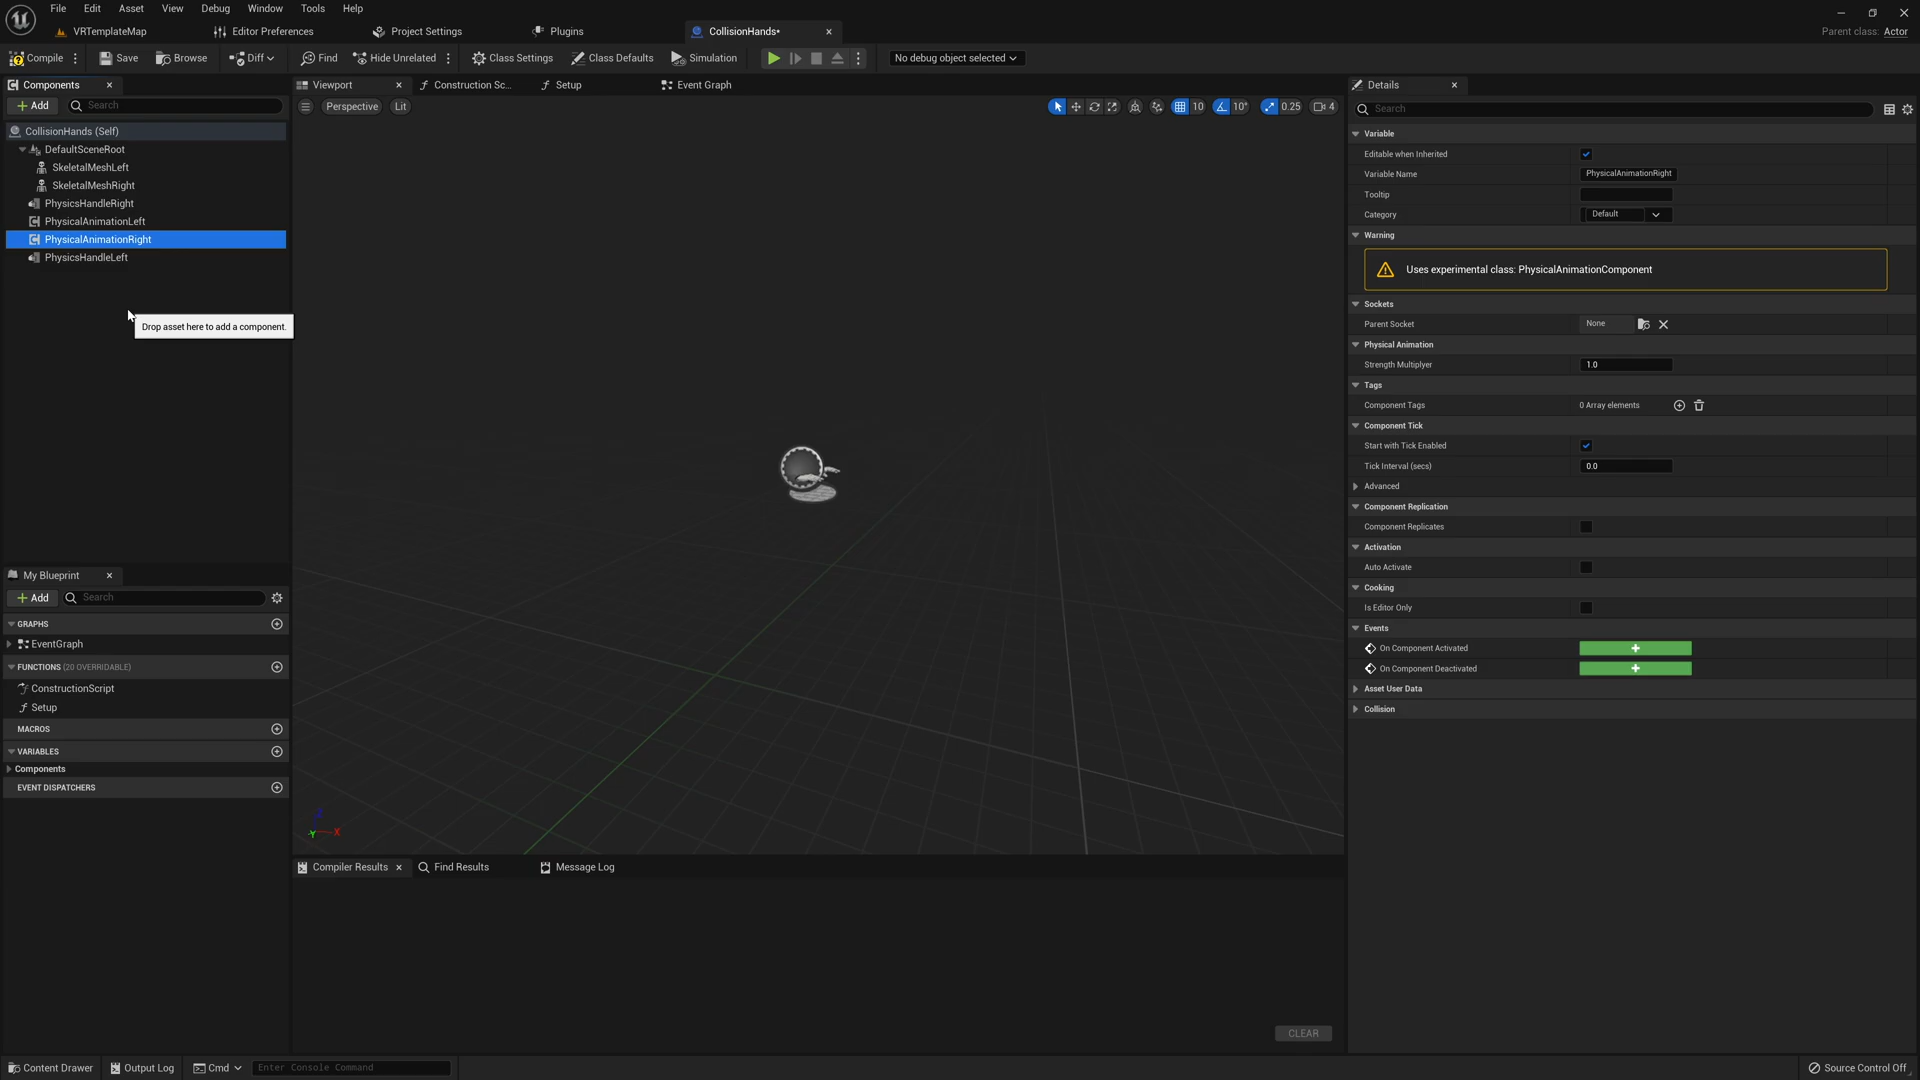 File Edit Asset View Debug Window Tools Help
VRTemplateMap Editor Preferences Project Settings Plugins CollisionHands*
Parent class: Actor
Compile Save Browse Diff Find Hide Unrelated Class Settings Class Defaults Simulation No debug object selected
Components
Add Search
CollisionHands (Self)
DefaultSceneRoot
SkeletalMeshLeft
SkeletalMeshRight
PhysicsHandleRight
PhysicalAnimationLeft
PhysicalAnimationRight
PhysicsHandleLeft
Drop asset here to add a component.
My Blueprint
Add Search
GRAPHS
EventGraph
FUNCTIONS (20 OVERRIDABLE)
ConstructionScript
Setup
MACROS
VARIABLES
Components
EVENT DISPATCHERS
Viewport Construction Sc... Setup Event Graph
Perspective Lit 10 10° 0.25 4
Z
Y X
Compiler Results Find Results Message Log
CLEAR
Details
Search
Variable
Editable when Inherited
Variable Name PhysicalAnimationRight
Tooltip
Category Default
Warning
Uses experimental class: PhysicalAnimationComponent
Sockets
Parent Socket None
Physical Animation
Strength Multiplyer 1.0
Tags
Component Tags 0 Array elements
Component Tick
Start with Tick Enabled
Tick Interval (secs) 0.0
Advanced
Component Replication
Component Replicates
Activation
Auto Activate
Cooking
Is Editor Only
Events
On Component Activated
On Component Deactivated
Asset User Data
Collision
Content Drawer Output Log Cmd Enter Console Command Source Control Off